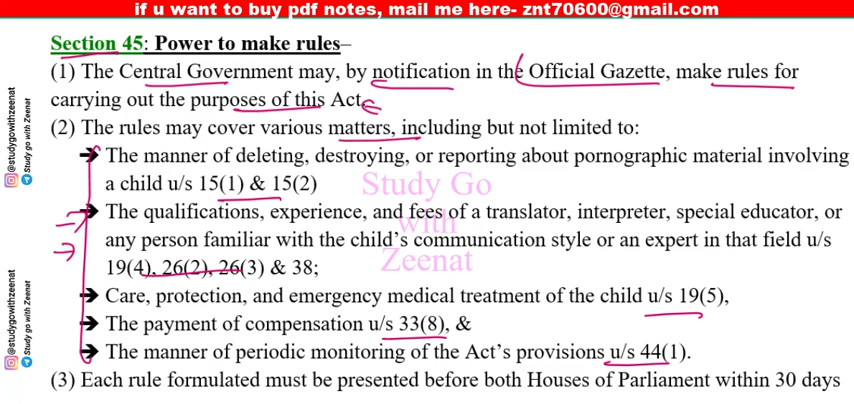 if u want to buy pdf notes, mail me here- znt70600@gmail.com
Section 45: Power to make rules–
(1) The Central Government may, by notification in the Official Gazette, make rules for
carrying out the purposes of this Act.
(2) The rules may cover various matters, including but not limited to:
➔ The manner of deleting, destroying, or reporting about pornographic material involving
a child u/s 15(1) & 15(2)
➔ The qualifications, experience, and fees of a translator, interpreter, special educator, or
any person familiar with the child's communication style or an expert in that field u/s
19(4), 26(2), 26(3) & 38;
➔ Care, protection, and emergency medical treatment of the child u/s 19(5),
➔ The payment of compensation u/s 33(8), &
➔ The manner of periodic monitoring of the Act's provisions u/s 44(1).
(3) Each rule formulated must be presented before both Houses of Parliament within 30 days
Study Go
with
Zeenat
@studygowithzeenat
Study go with Zeenat
@studygowithzeenat
Study go with Zeenat